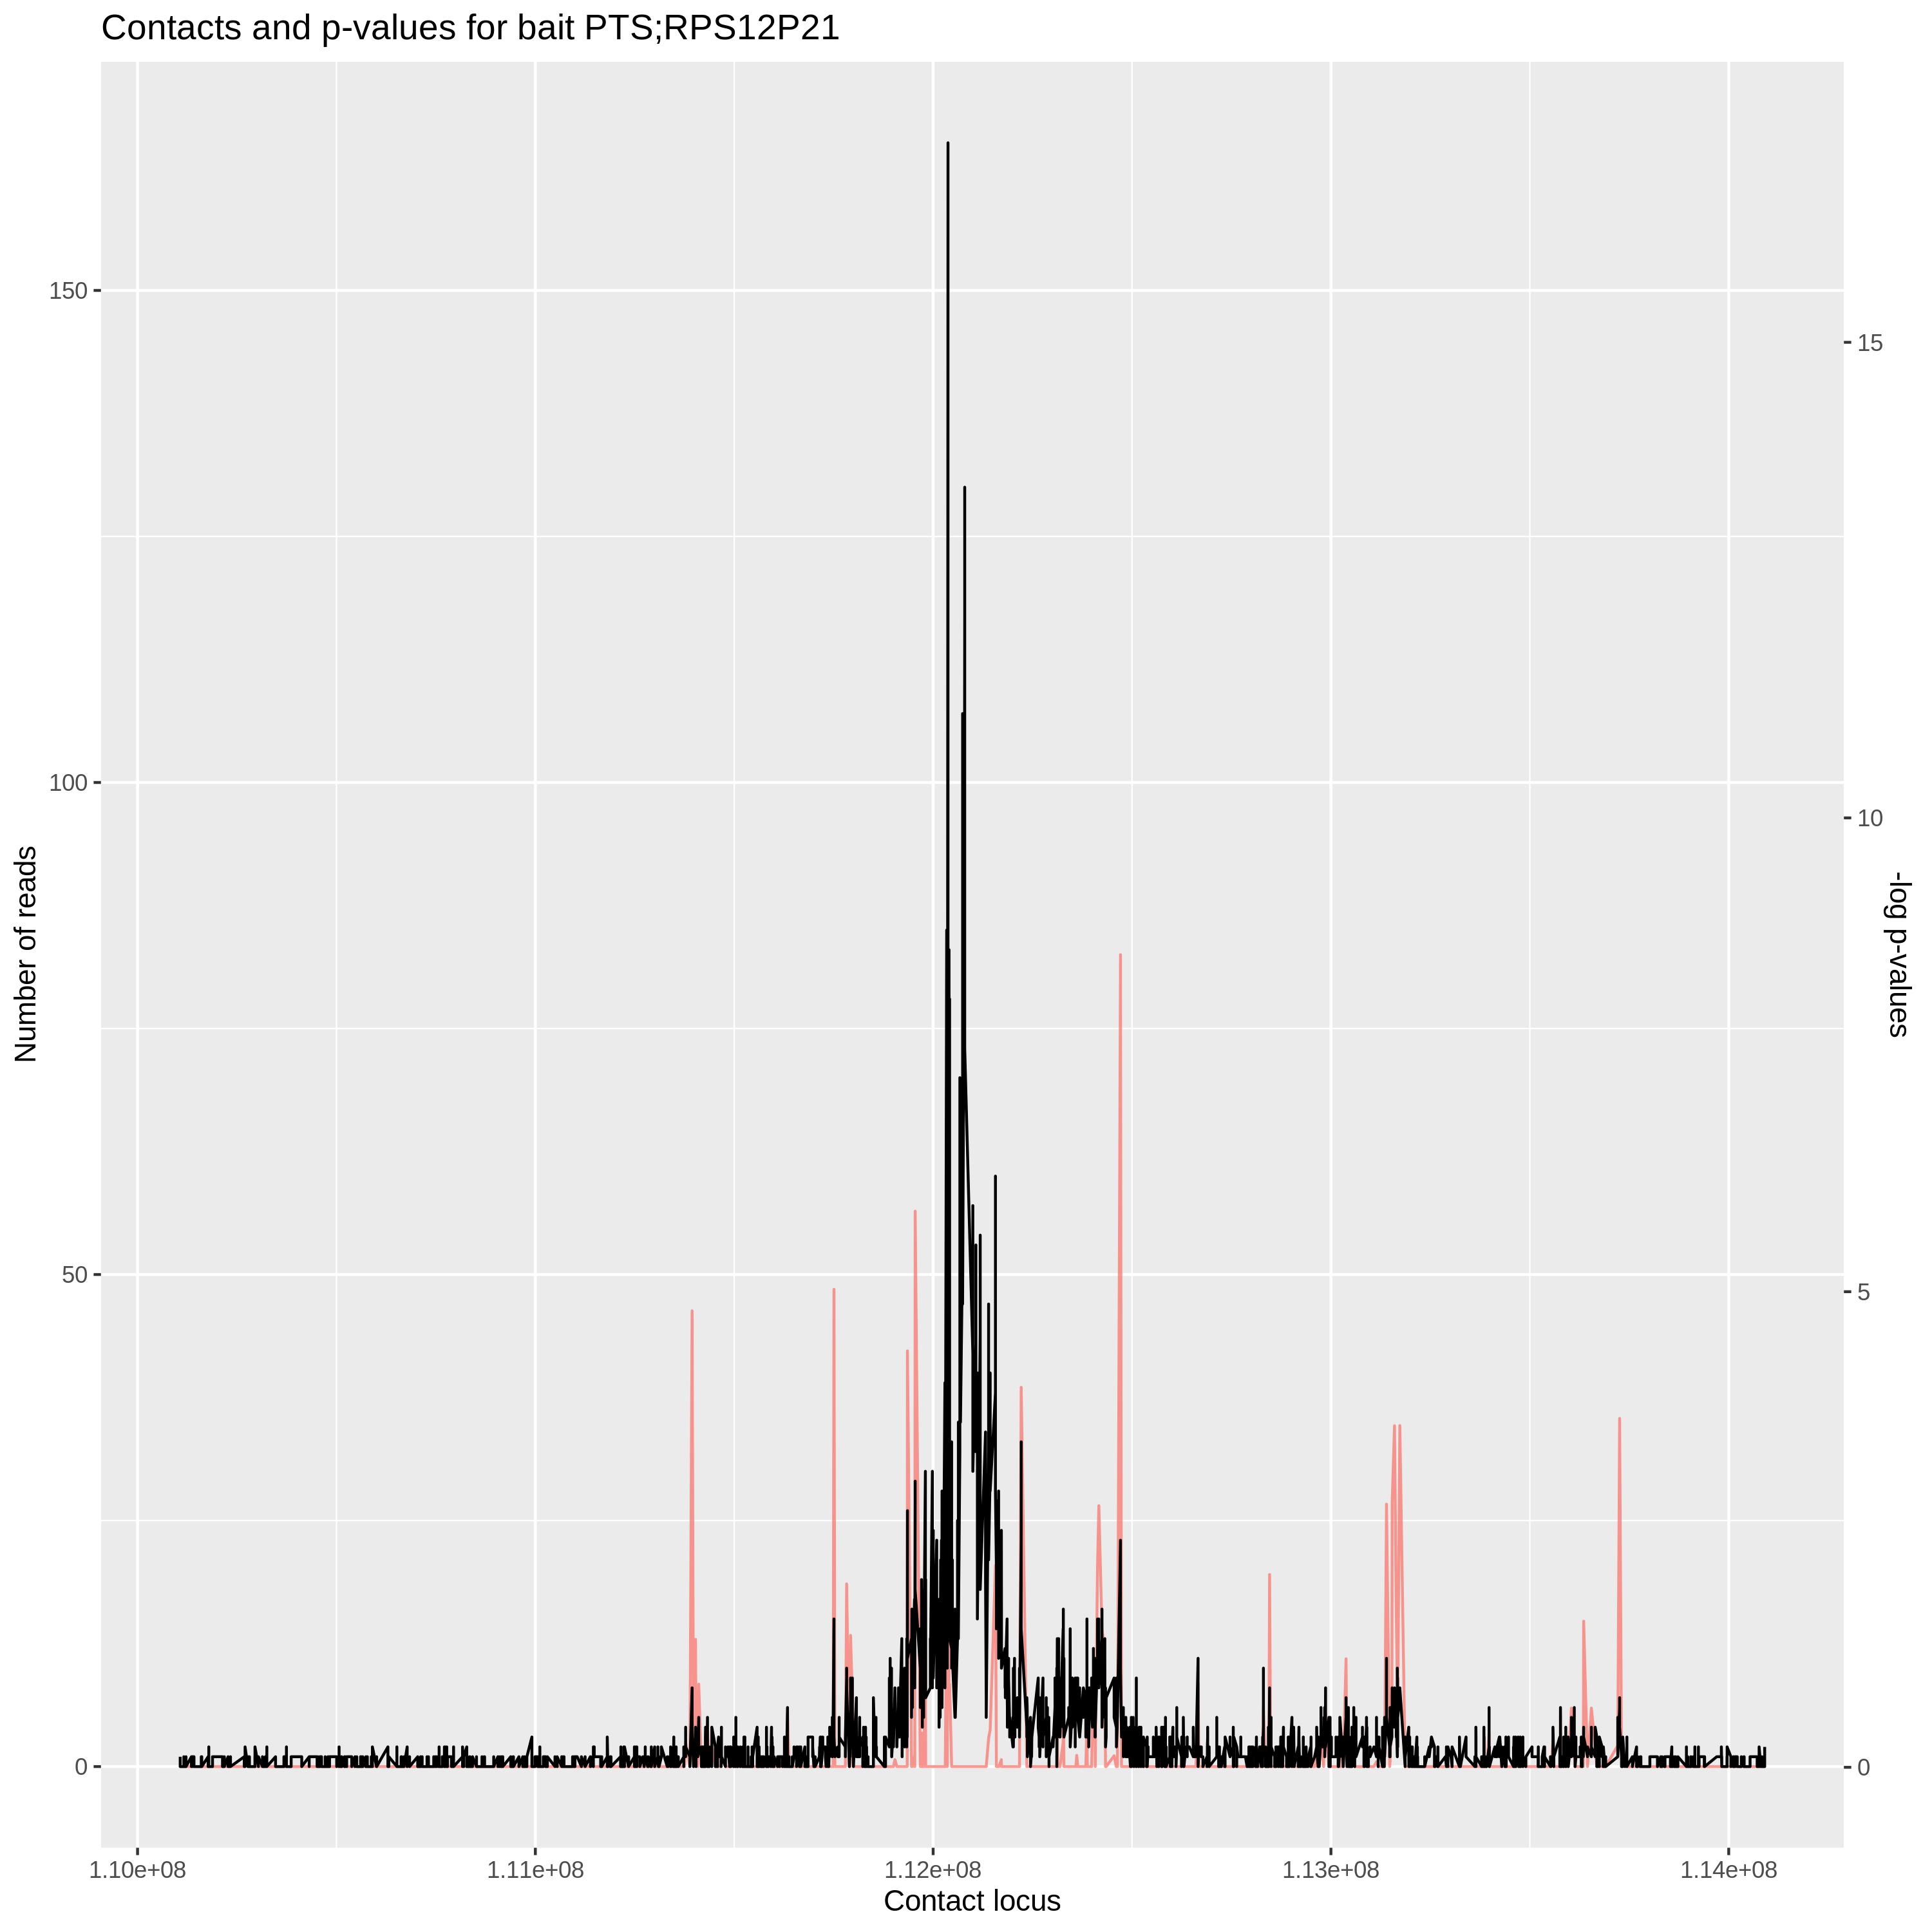 Contacts and p-values for bait PTS;RPS12P21
150
100
50
0
15
10
5
0
Number of reads
-log p-values
1.10e+08 1.11e+08 1.12e+08 1.13e+08 1.14e+08
Contact locus